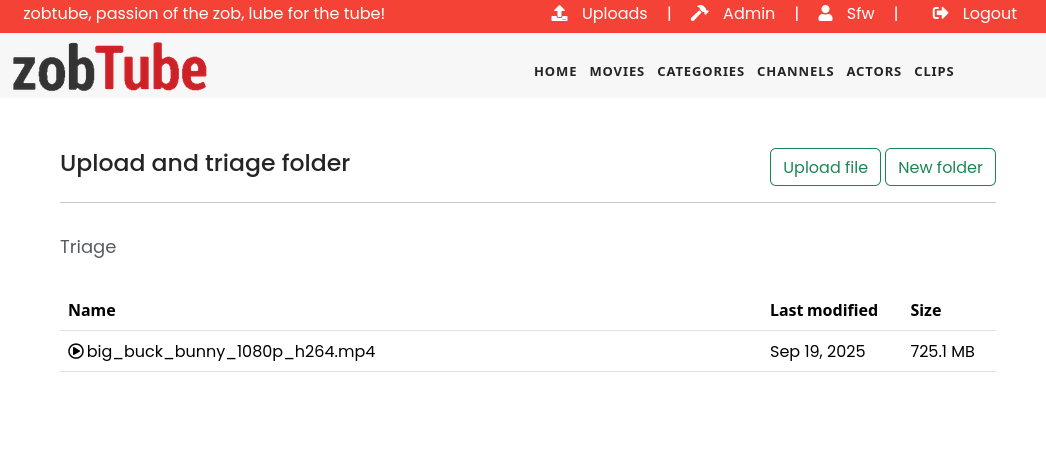 zobtube, passion of the zob, lube for the tube!
Uploads | Admin | Sfw | Logout
zobTube
HOME MOVIES CATEGORIES CHANNELS ACTORS CLIPS
Upload and triage folder
Upload file New folder
Triage
Name Last modified Size
big_buck_bunny_1080p_h264.mp4 Sep 19, 2025 725.1 MB